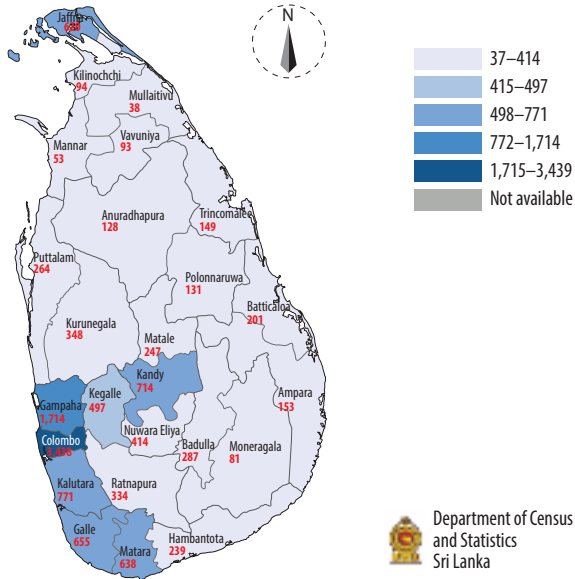 Jaffna
N
Kilinochchi
94
Mullaitivu
38
Vavuniya
93
Mannar
53
Anuradhapura
128
Trincomalee
149
Puttalam
264
Polonnaruwa
131
Batticaloa
201
Kurunegala
348
Matale
247
Kandy
714
Kegalle
497
Ampara
153
Gampaha
1,714
Nuwara Eliya
414
Colombo
Badulla
287
Moneragala
81
Kalutara
771
Ratnapura
334
Galle
655
Matara
638
Hambantota
239
37–414
415–497
498–771
772–1,714
1,715–3,439
Not available
Department of Census
and Statistics
Sri Lanka